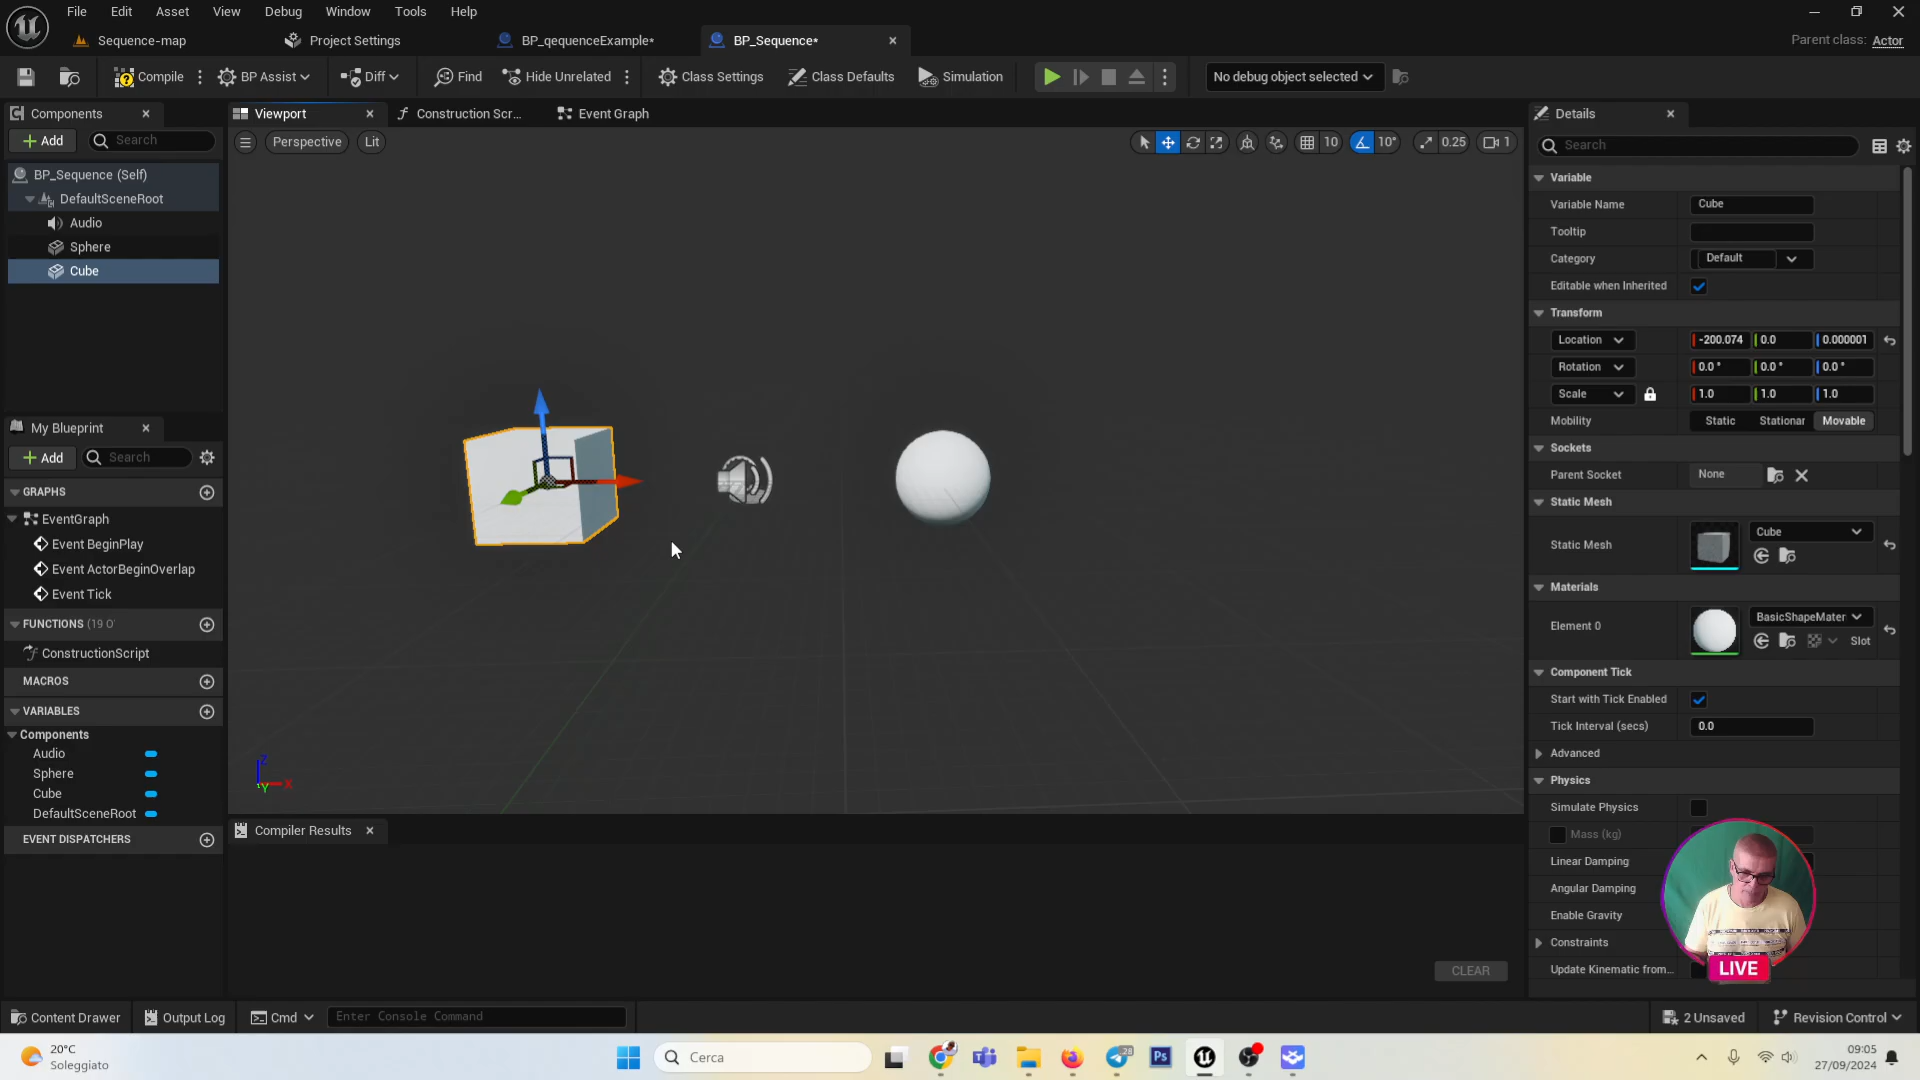 File Edit Asset View Debug Window Tools Help
Sequence-map Project Settings BP_qequenceExample* BP_Sequence* Parent class: Actor
Compile BP Assist Diff Find Hide Unrelated Class Settings Class Defaults Simulation No debug object selected
Components
Add Search
BP_Sequence (Self)
DefaultSceneRoot
Audio
Sphere
Cube
My Blueprint
Add Search
GRAPHS
EventGraph
Event BeginPlay
Event ActorBeginOverlap
Event Tick
FUNCTIONS (19 O
ConstructionScript
MACROS
VARIABLES
Components
Audio
Sphere
Cube
DefaultSceneRoot
EVENT DISPATCHERS
Viewport Construction Scr... Event Graph
Perspective Lit 10 10° 0.25 1
Z
X
Y
Compiler Results
CLEAR
Details
Search
Variable
Variable Name Cube
Tooltip
Category Default
Editable when Inherited
Transform
Location -200.074 0.0 0.000001
Rotation 0.0 ° 0.0 ° 0.0 °
Scale 1.0 1.0 1.0
Mobility Static Stationar Movable
Sockets
Parent Socket None
Static Mesh
Static Mesh Cube
Materials
Element 0 BasicShapeMater
Slot
Component Tick
Start with Tick Enabled
Tick Interval (secs) 0.0
Advanced
Physics
Simulate Physics
Mass (kg)
Linear Damping
Angular Damping
Enable Gravity
Constraints
Update Kinematic from...
LIVE
Content Drawer Output Log Cmd Enter Console Command 2 Unsaved Revision Control
20°C
Soleggiato
Cerca
28
Ps
09:05
27/09/2024